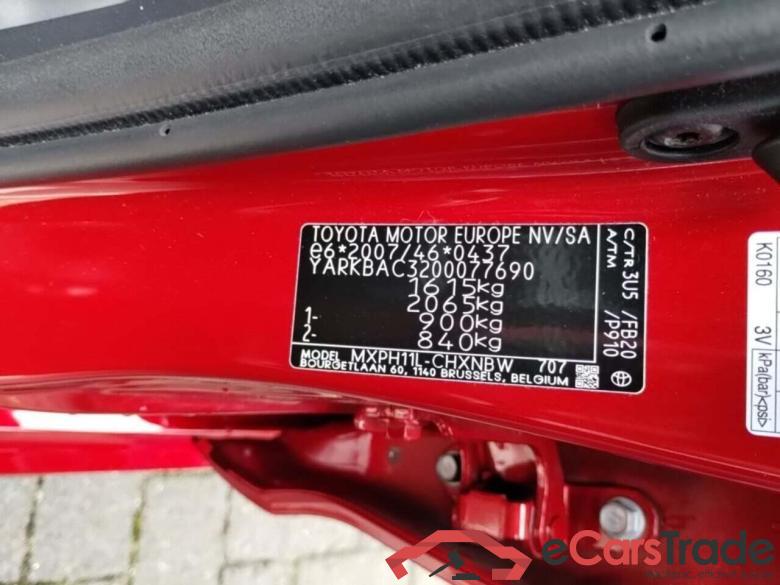 TOYOTA MOTOR EUROPE NV/SA
e6*2007/46*0437
YARKBAC3200077690
1615kg
2065kg
1- 900kg
2- 840kg
MODEL MXPH11L-CHXNBW 707
BOURGETLAAN 60, 1140 BRUSSELS, BELGIUM
C/TR 3U5 /FB20
A/TM /P910
K0160
3V kPa(bar)<psi>
eCarsTrade